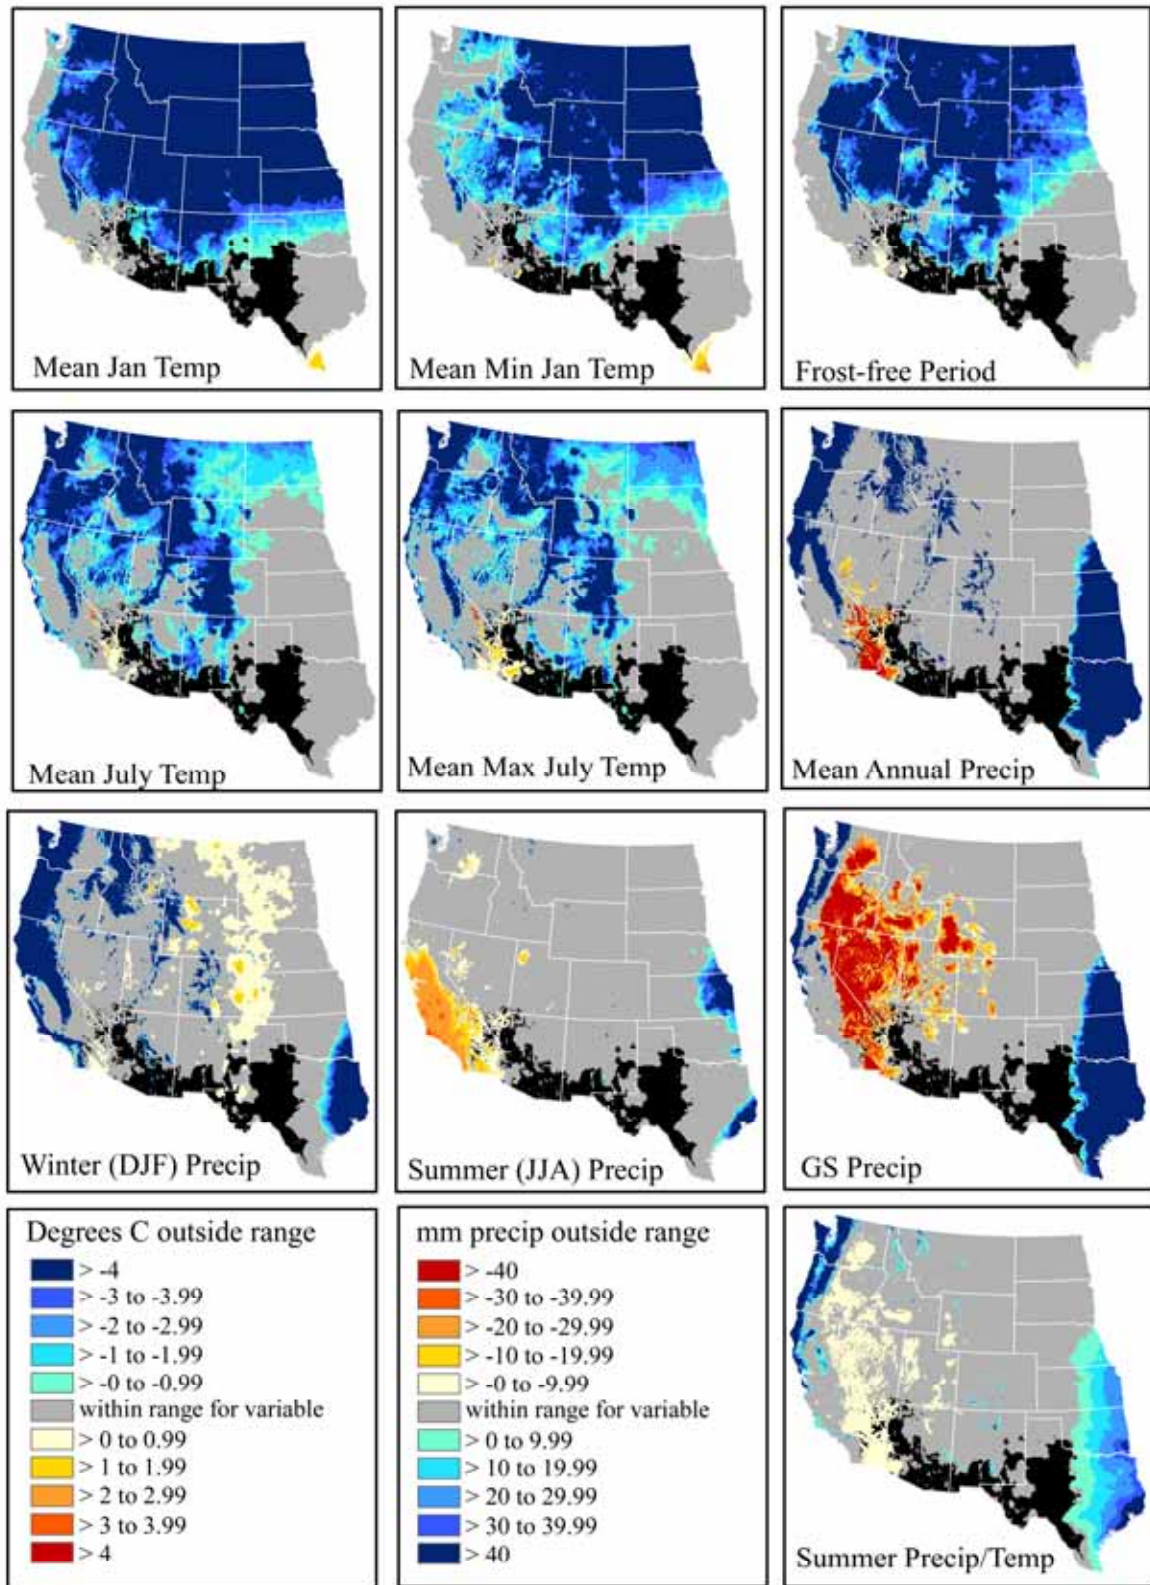 Mean Jan Temp
Mean Min Jan Temp
Frost-free Period
Mean July Temp
Mean Max July Temp
Mean Annual Precip
Winter (DJF) Precip
Summer (JJA) Precip
GS Precip
Degrees C outside range
> -4
> -3 to -3.99
> -2 to -2.99
> -1 to -1.99
> -0 to -0.99
within range for variable
> 0 to 0.99
> 1 to 1.99
> 2 to 2.99
> 3 to 3.99
> 4
mm precip outside range
> -40
> -30 to -39.99
> -20 to -29.99
> -10 to -19.99
> -0 to -9.99
within range for variable
> 0 to 9.99
> 10 to 19.99
> 20 to 29.99
> 30 to 39.99
> 40
Summer Precip/Temp